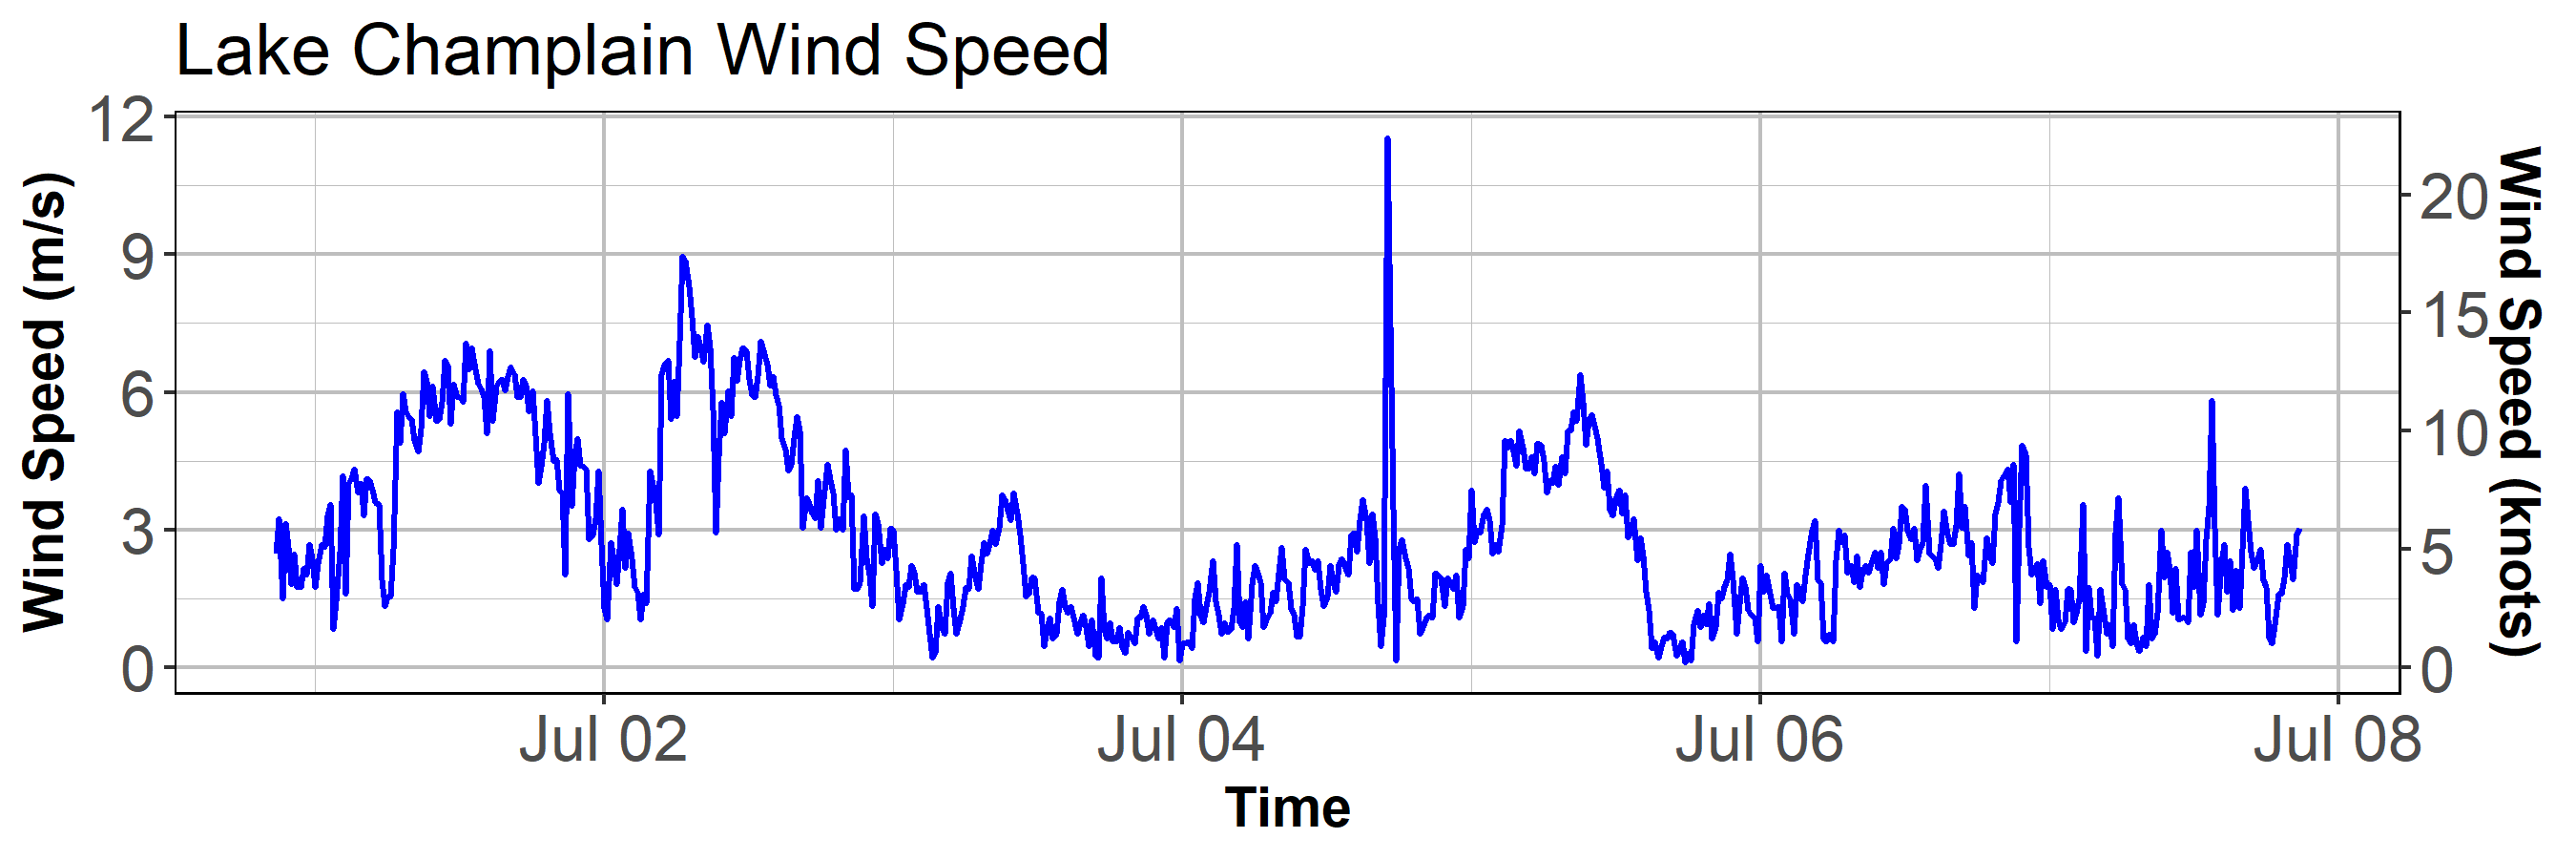 Lake Champlain Wind Speed
Wind Speed (m/s)
12
9
6
3
0
20
15
10
5
0
Wind Speed (knots)
Jul 02 Jul 04 Jul 06 Jul 08
Time